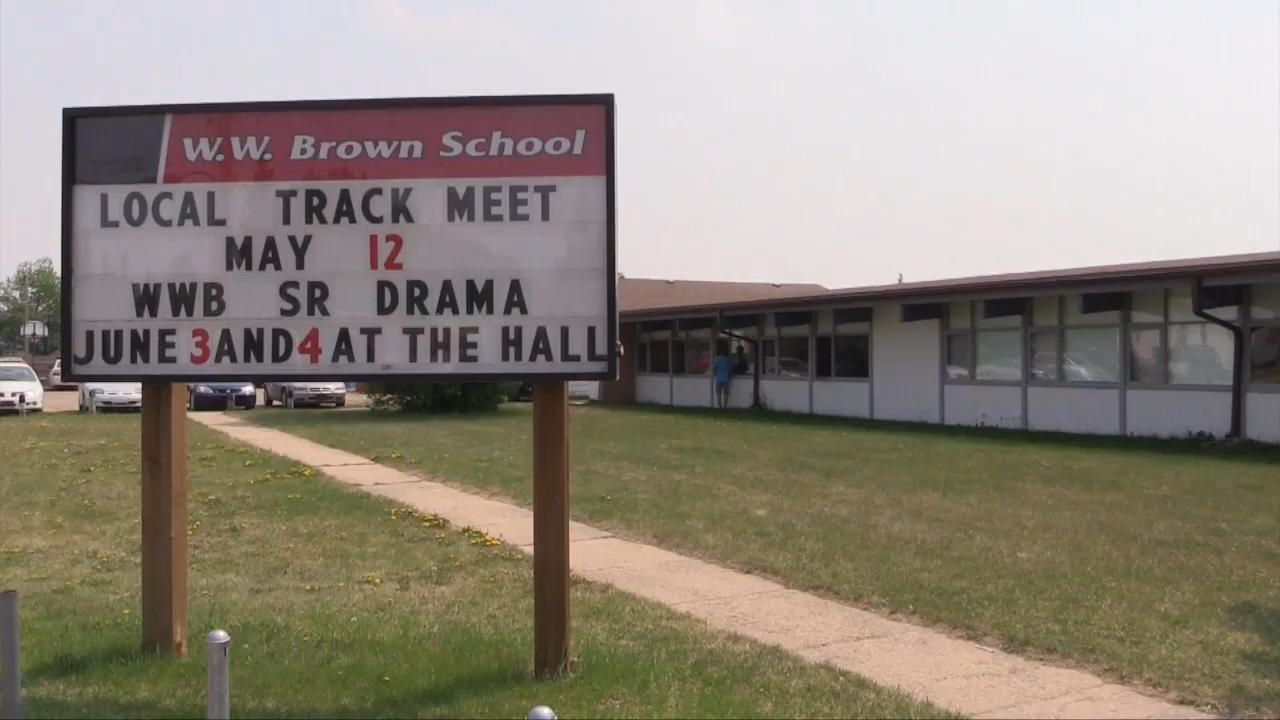 W.W. Brown School
LOCAL TRACK MEET
MAY 12
WWB SR DRAMA
JUNE 3AND4 AT THE HALL